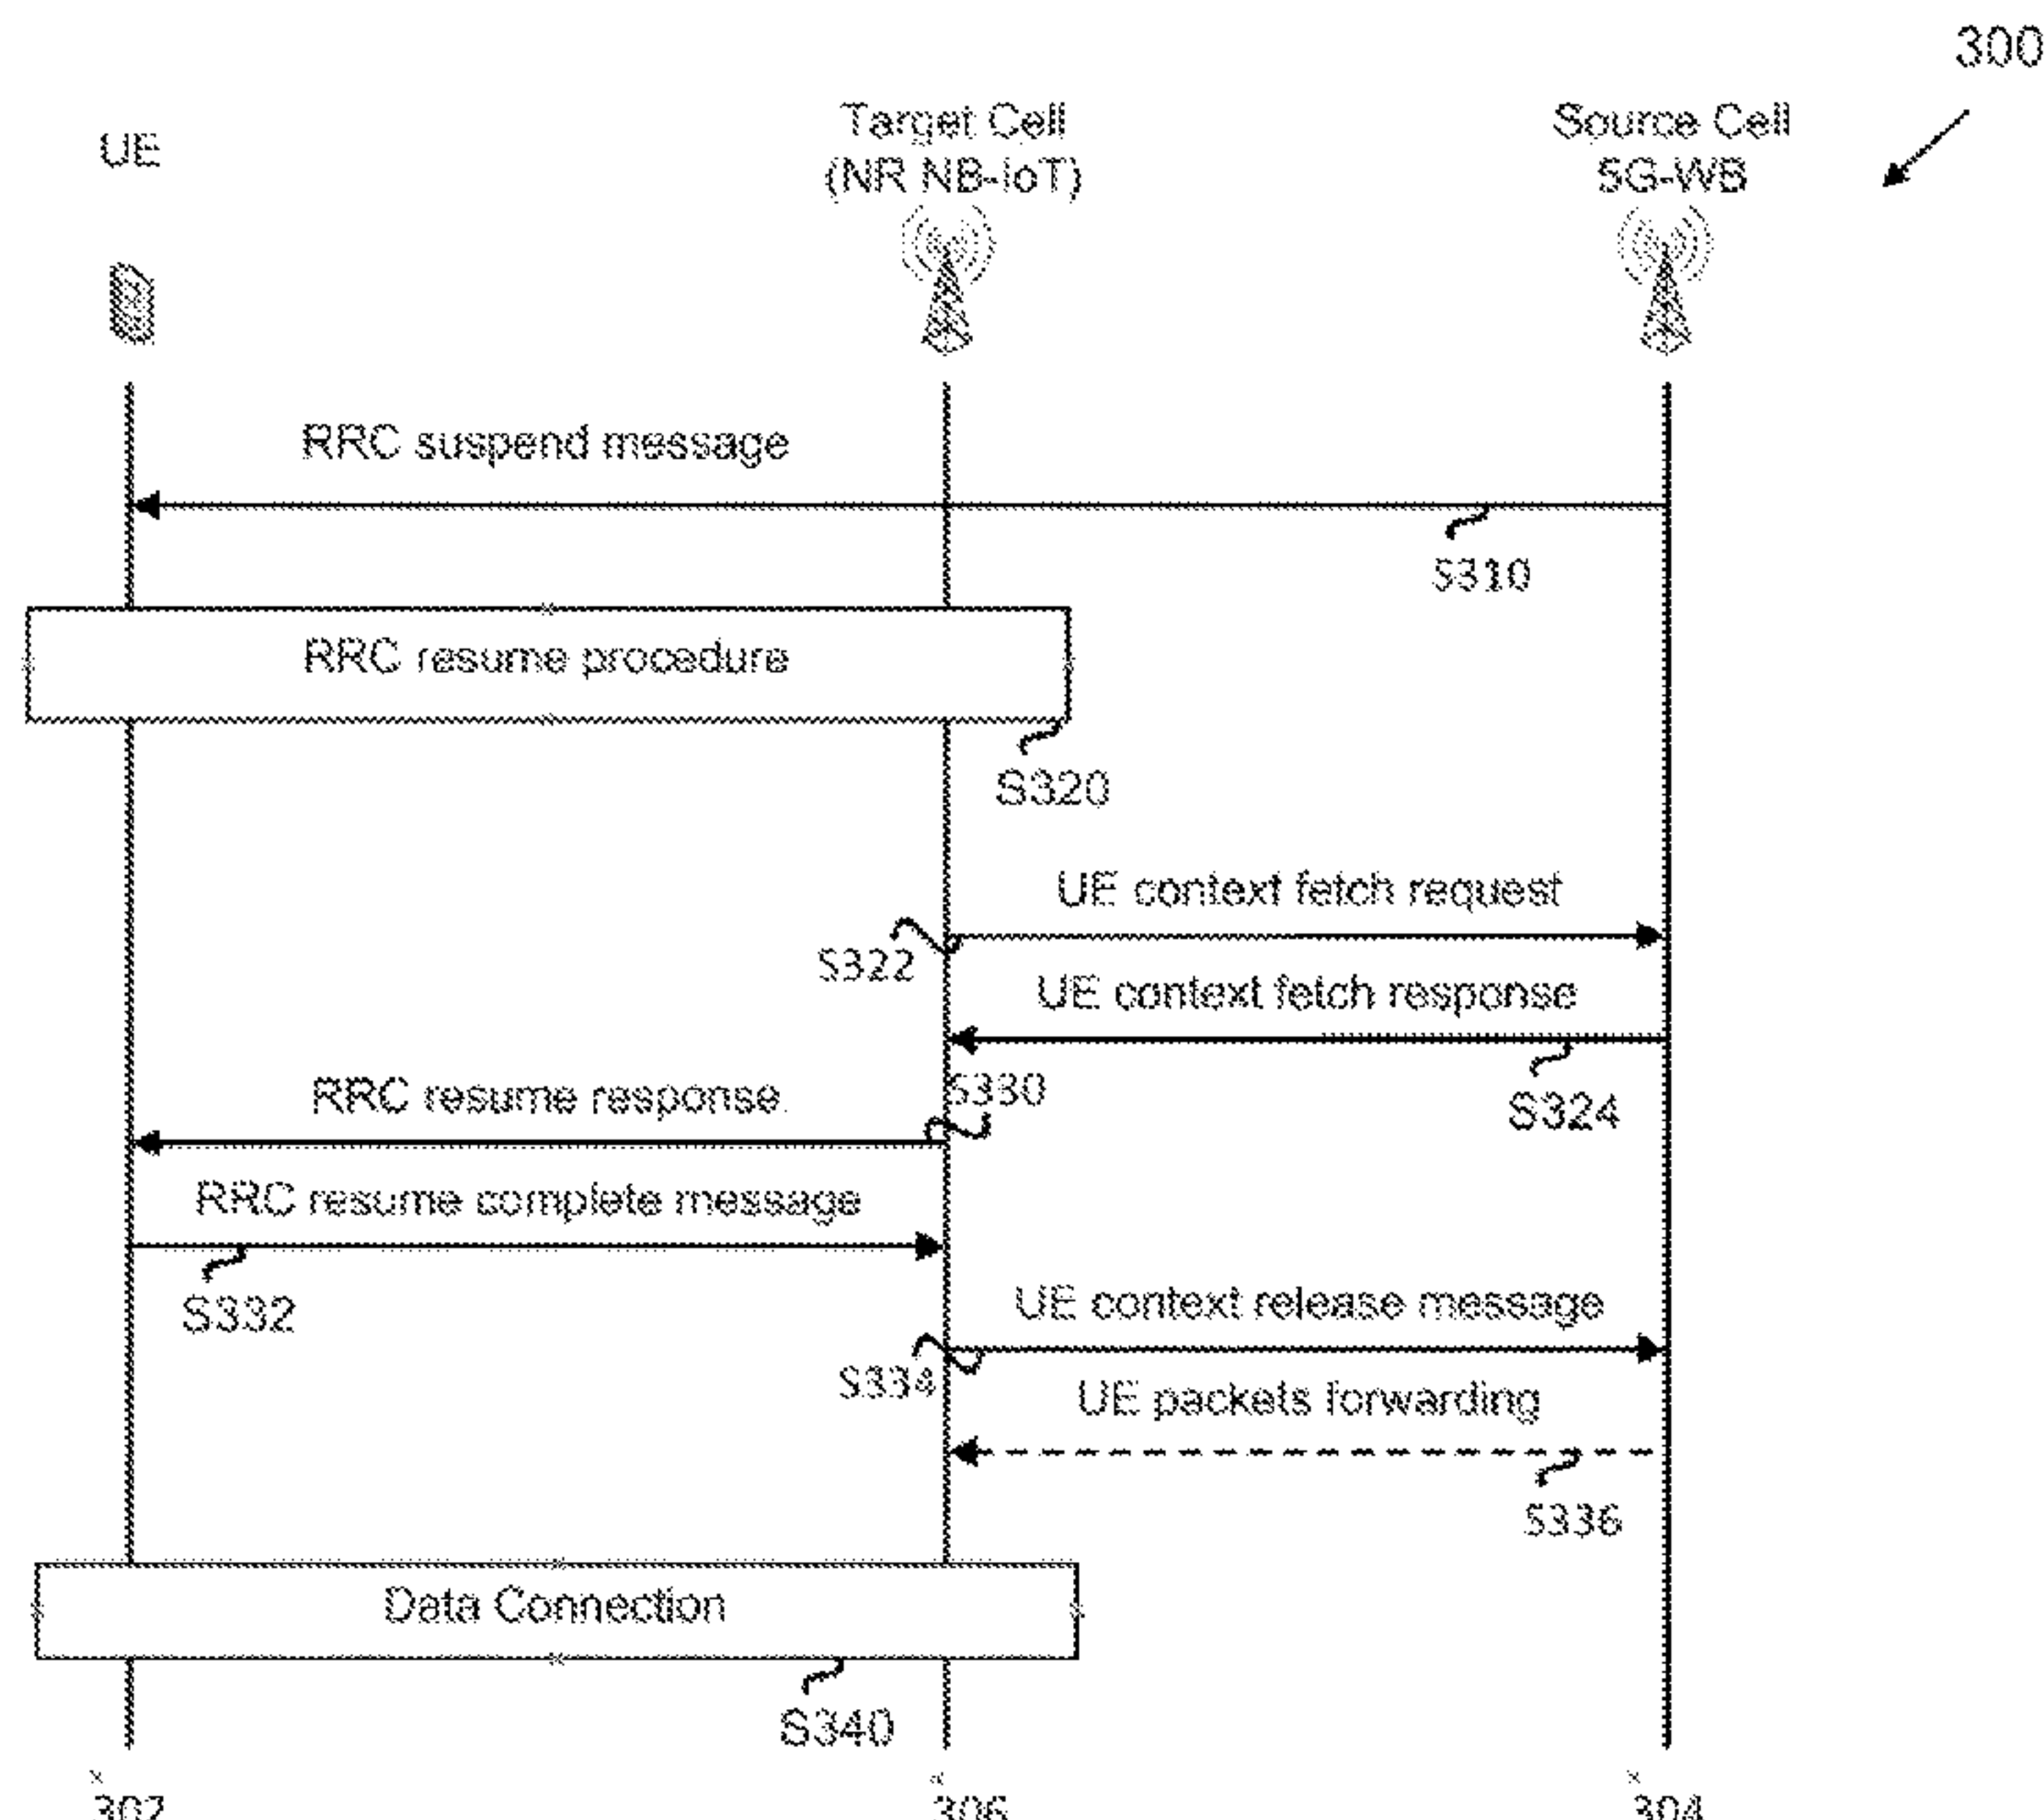 300
UE
Target Cell
(NR NB-IoT)
Source Cell
5G-WB
RRC suspend message
S310
RRC resume procedure
S320
UE context fetch request
S322
UE context fetch response
S324
S330
RRC resume response
RRC resume complete message
S332
UE context release message
S334
UE packets forwarding
S336
Data Connection
S340
302
306
304